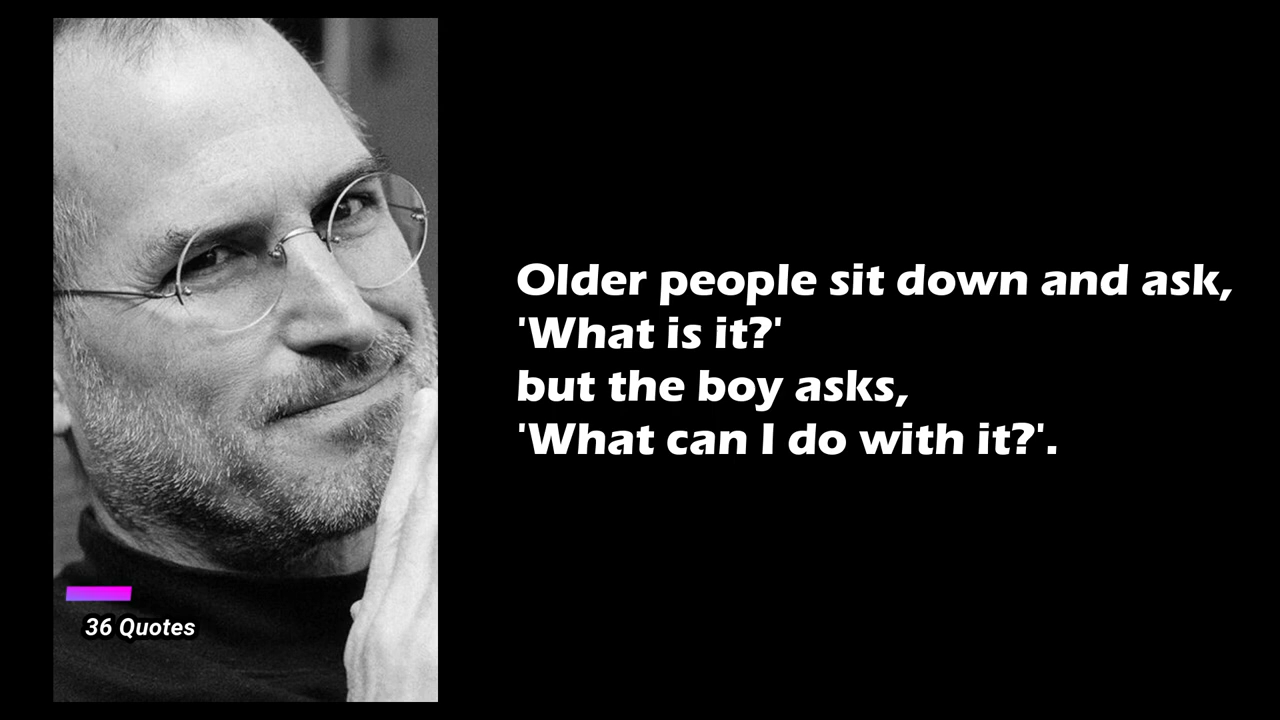 Older people sit down and ask,
'What is it?'
but the boy asks,
'What can I do with it?'.
36 Quotes